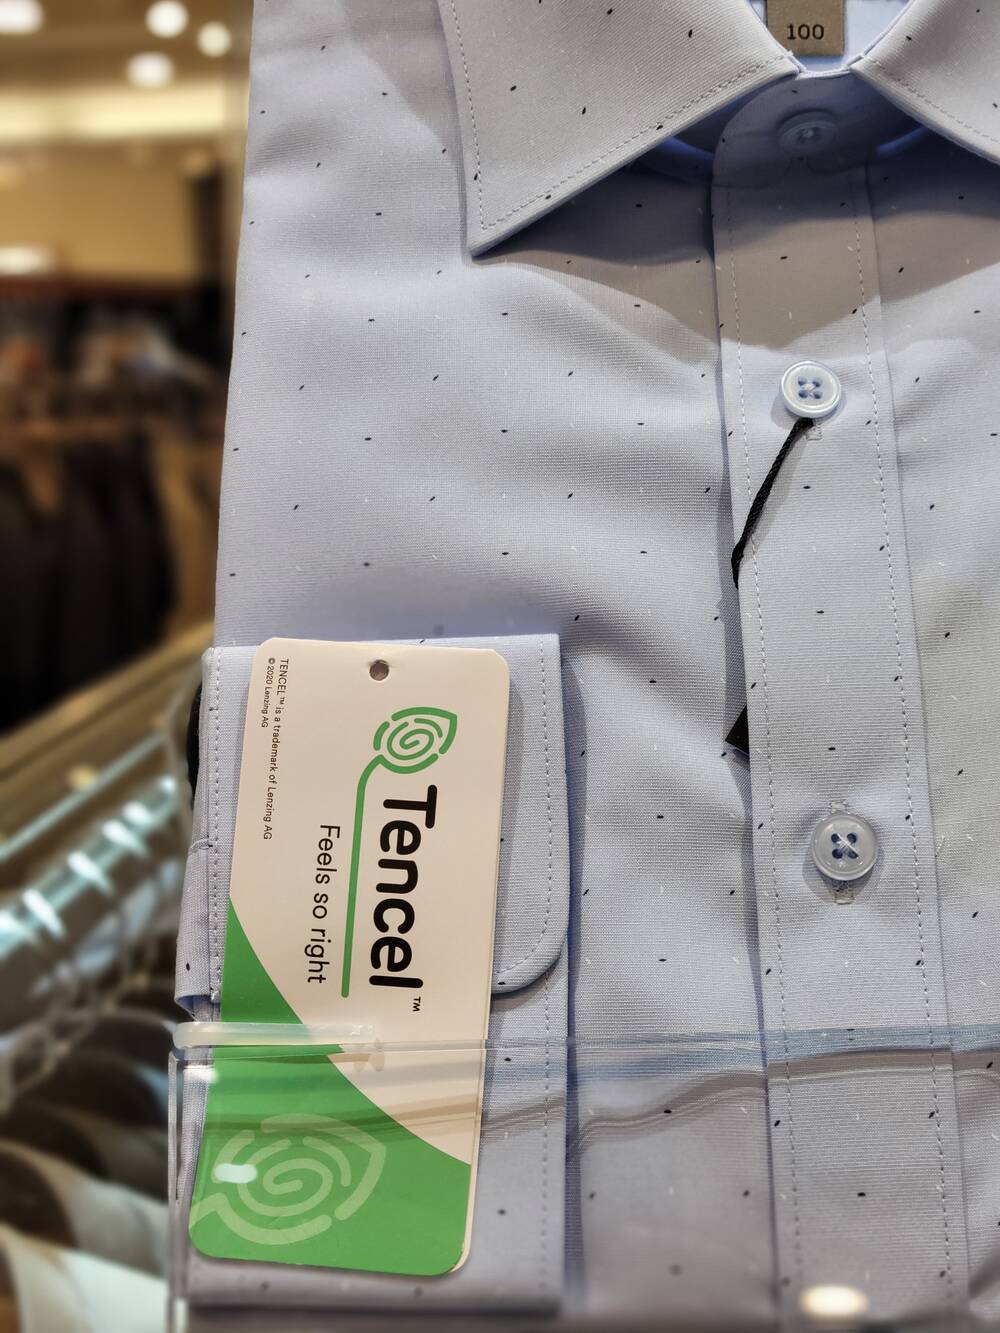 100
TENCEL™ is a trademark of Lenzing AG
© 2020 Lenzing AG
Tencel™
Feels so right